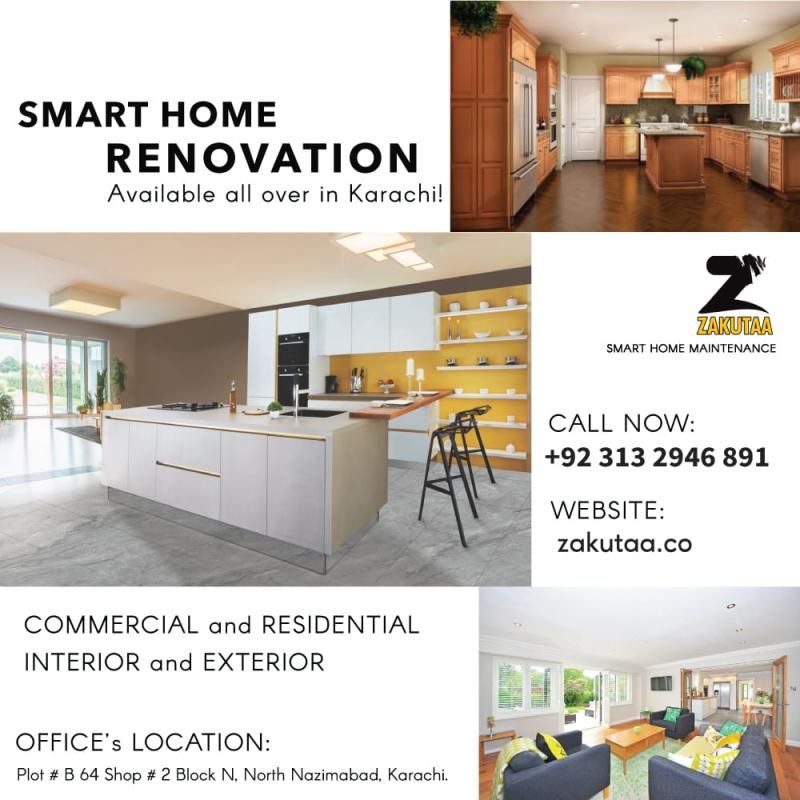 SMART HOME
RENOVATION
Available all over in Karachi!
ZAKUTAA
SMART HOME MAINTENANCE
CALL NOW:
+92 313 2946 891
WEBSITE:
zakutaa.co
COMMERCIAL and RESIDENTIAL
INTERIOR and EXTERIOR
OFFICE's LOCATION:
Plot # B 64 Shop # 2 Block N, North Nazimabad, Karachi.